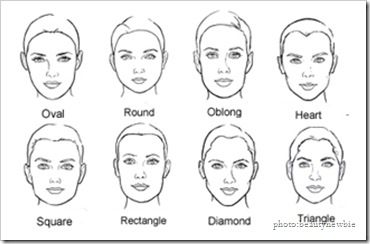 Oval
Round
Oblong
Heart
Square
Rectangle
Diamond
Triangle
photo:beautynewbie